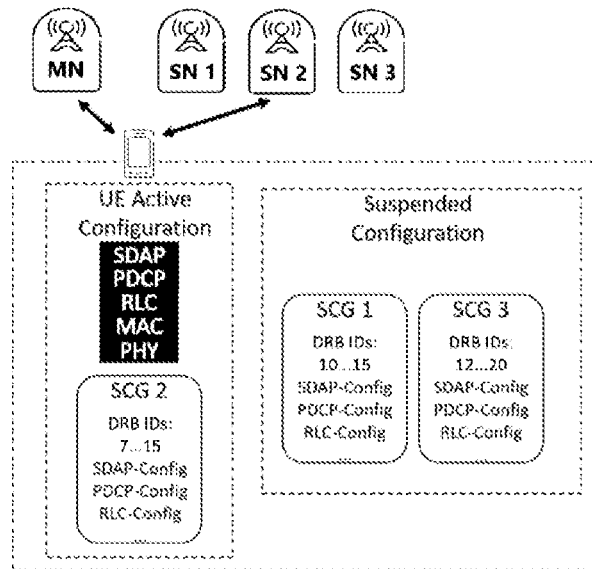 MN
SN 1
SN 2
SN 3
UE Active
Configuration
SDAP
PDCP
RLC
MAC
PHY
SCG 2
DRB IDs:
7...15
SDAP-Config
PDCP-Config
RLC-Config
...
Suspended
Configuration
SCG 1
DRB IDs:
10...15
SDAP-Config
PDCP-Config
RLC-Config
...
SCG 3
DRB IDs:
12...20
SDAP-Config
PDCP-Config
RLC-Config
...